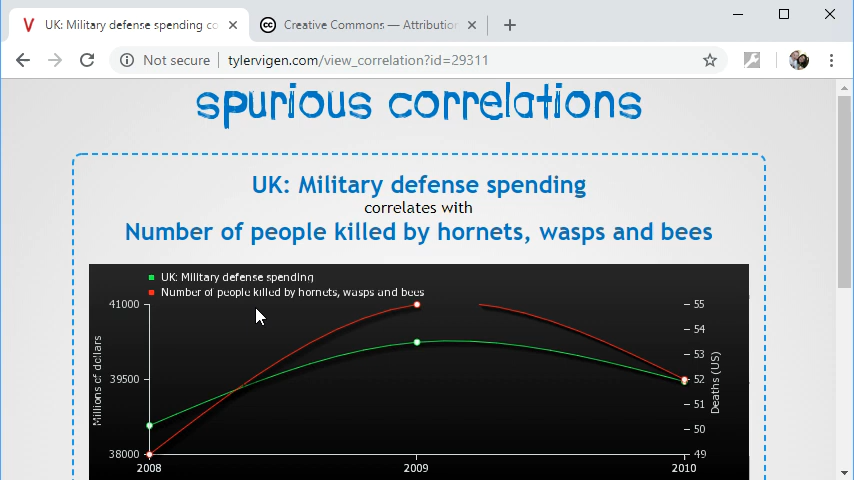 UK: Military defense spending co
Creative Commons — Attribution
Not secure
tylervigen.com/view_correlation?id=29311
spurious correlations
UK: Military defense spending
correlates with
Number of people killed by hornets, wasps and bees
UK: Military defense spending
Number of people killed by hornets, wasps and bees
41000
39500
38000
Millions of dollars
55
54
53
52
51
50
49
Deaths (US)
2008
2009
2010